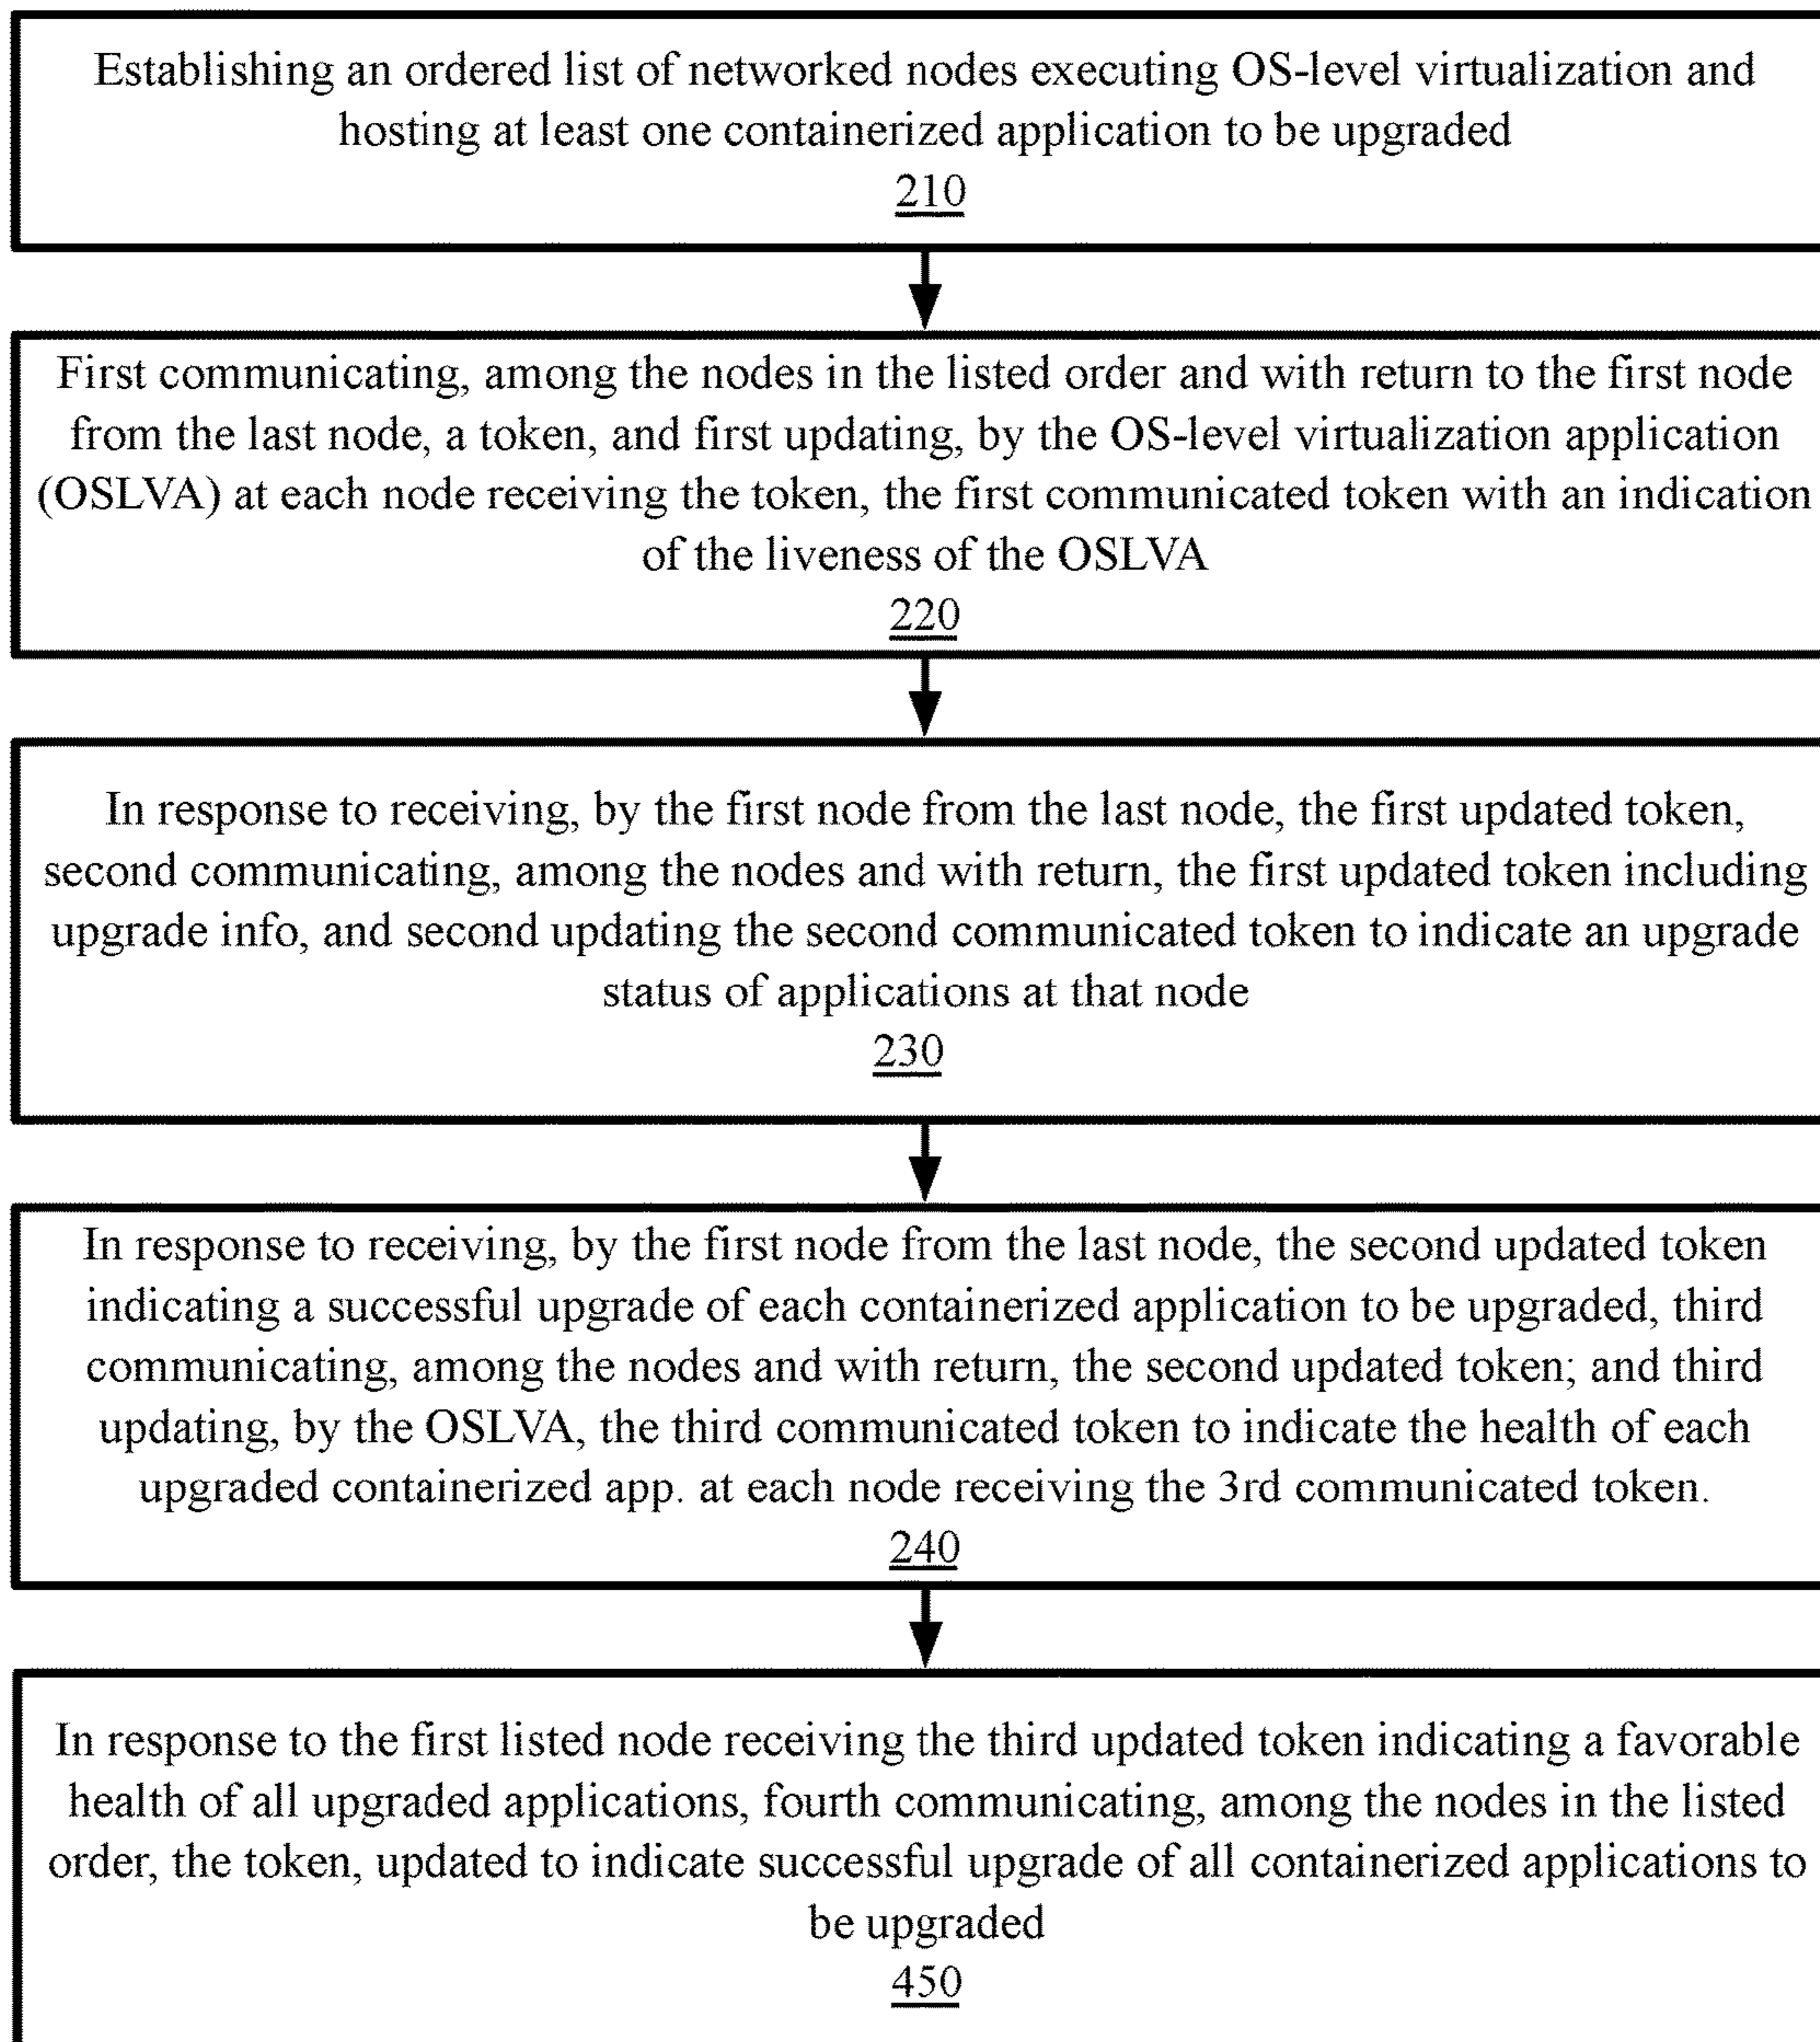 Establishing an ordered list of networked nodes executing OS-level virtualization and
hosting at least one containerized application to be upgraded
210
First communicating, among the nodes in the listed order and with return to the first node
from the last node, a token, and first updating, by the OS-level virtualization application
(OSLVA) at each node receiving the token, the first communicated token with an indication
of the liveness of the OSLVA
220
In response to receiving, by the first node from the last node, the first updated token,
second communicating, among the nodes and with return, the first updated token including
upgrade info, and second updating the second communicated token to indicate an upgrade
status of applications at that node
230
In response to receiving, by the first node from the last node, the second updated token
indicating a successful upgrade of each containerized application to be upgraded, third
communicating, among the nodes and with return, the second updated token; and third
updating, by the OSLVA, the third communicated token to indicate the health of each
upgraded containerized app. at each node receiving the 3rd communicated token.
240
In response to the first listed node receiving the third updated token indicating a favorable
health of all upgraded applications, fourth communicating, among the nodes in the listed
order, the token, updated to indicate successful upgrade of all containerized applications to
be upgraded
450